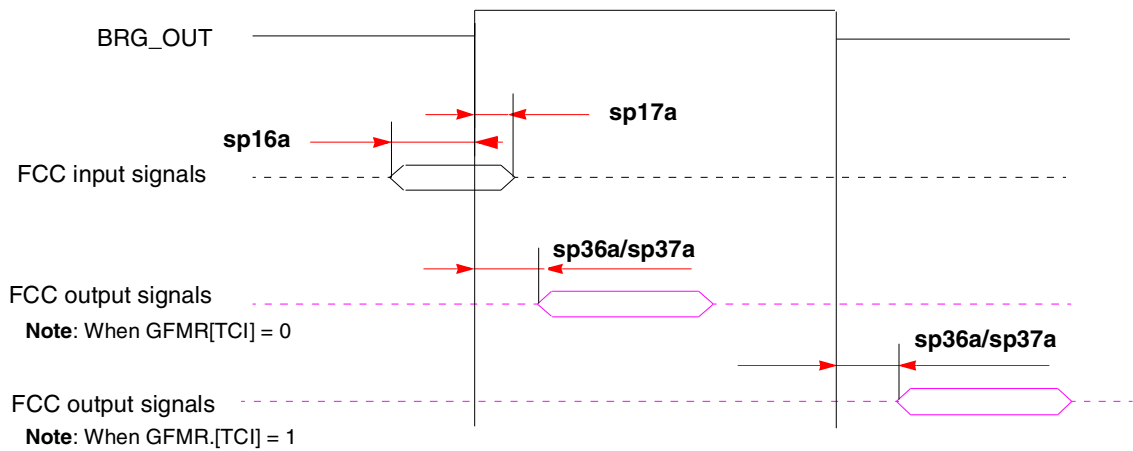 BRG_OUT
sp17a
sp16a
FCC input signals
sp36a/sp37a
FCC output signals
Note: When GFMR[TCI] = 0
sp36a/sp37a
FCC output signals
Note: When GFMR.[TCI] = 1